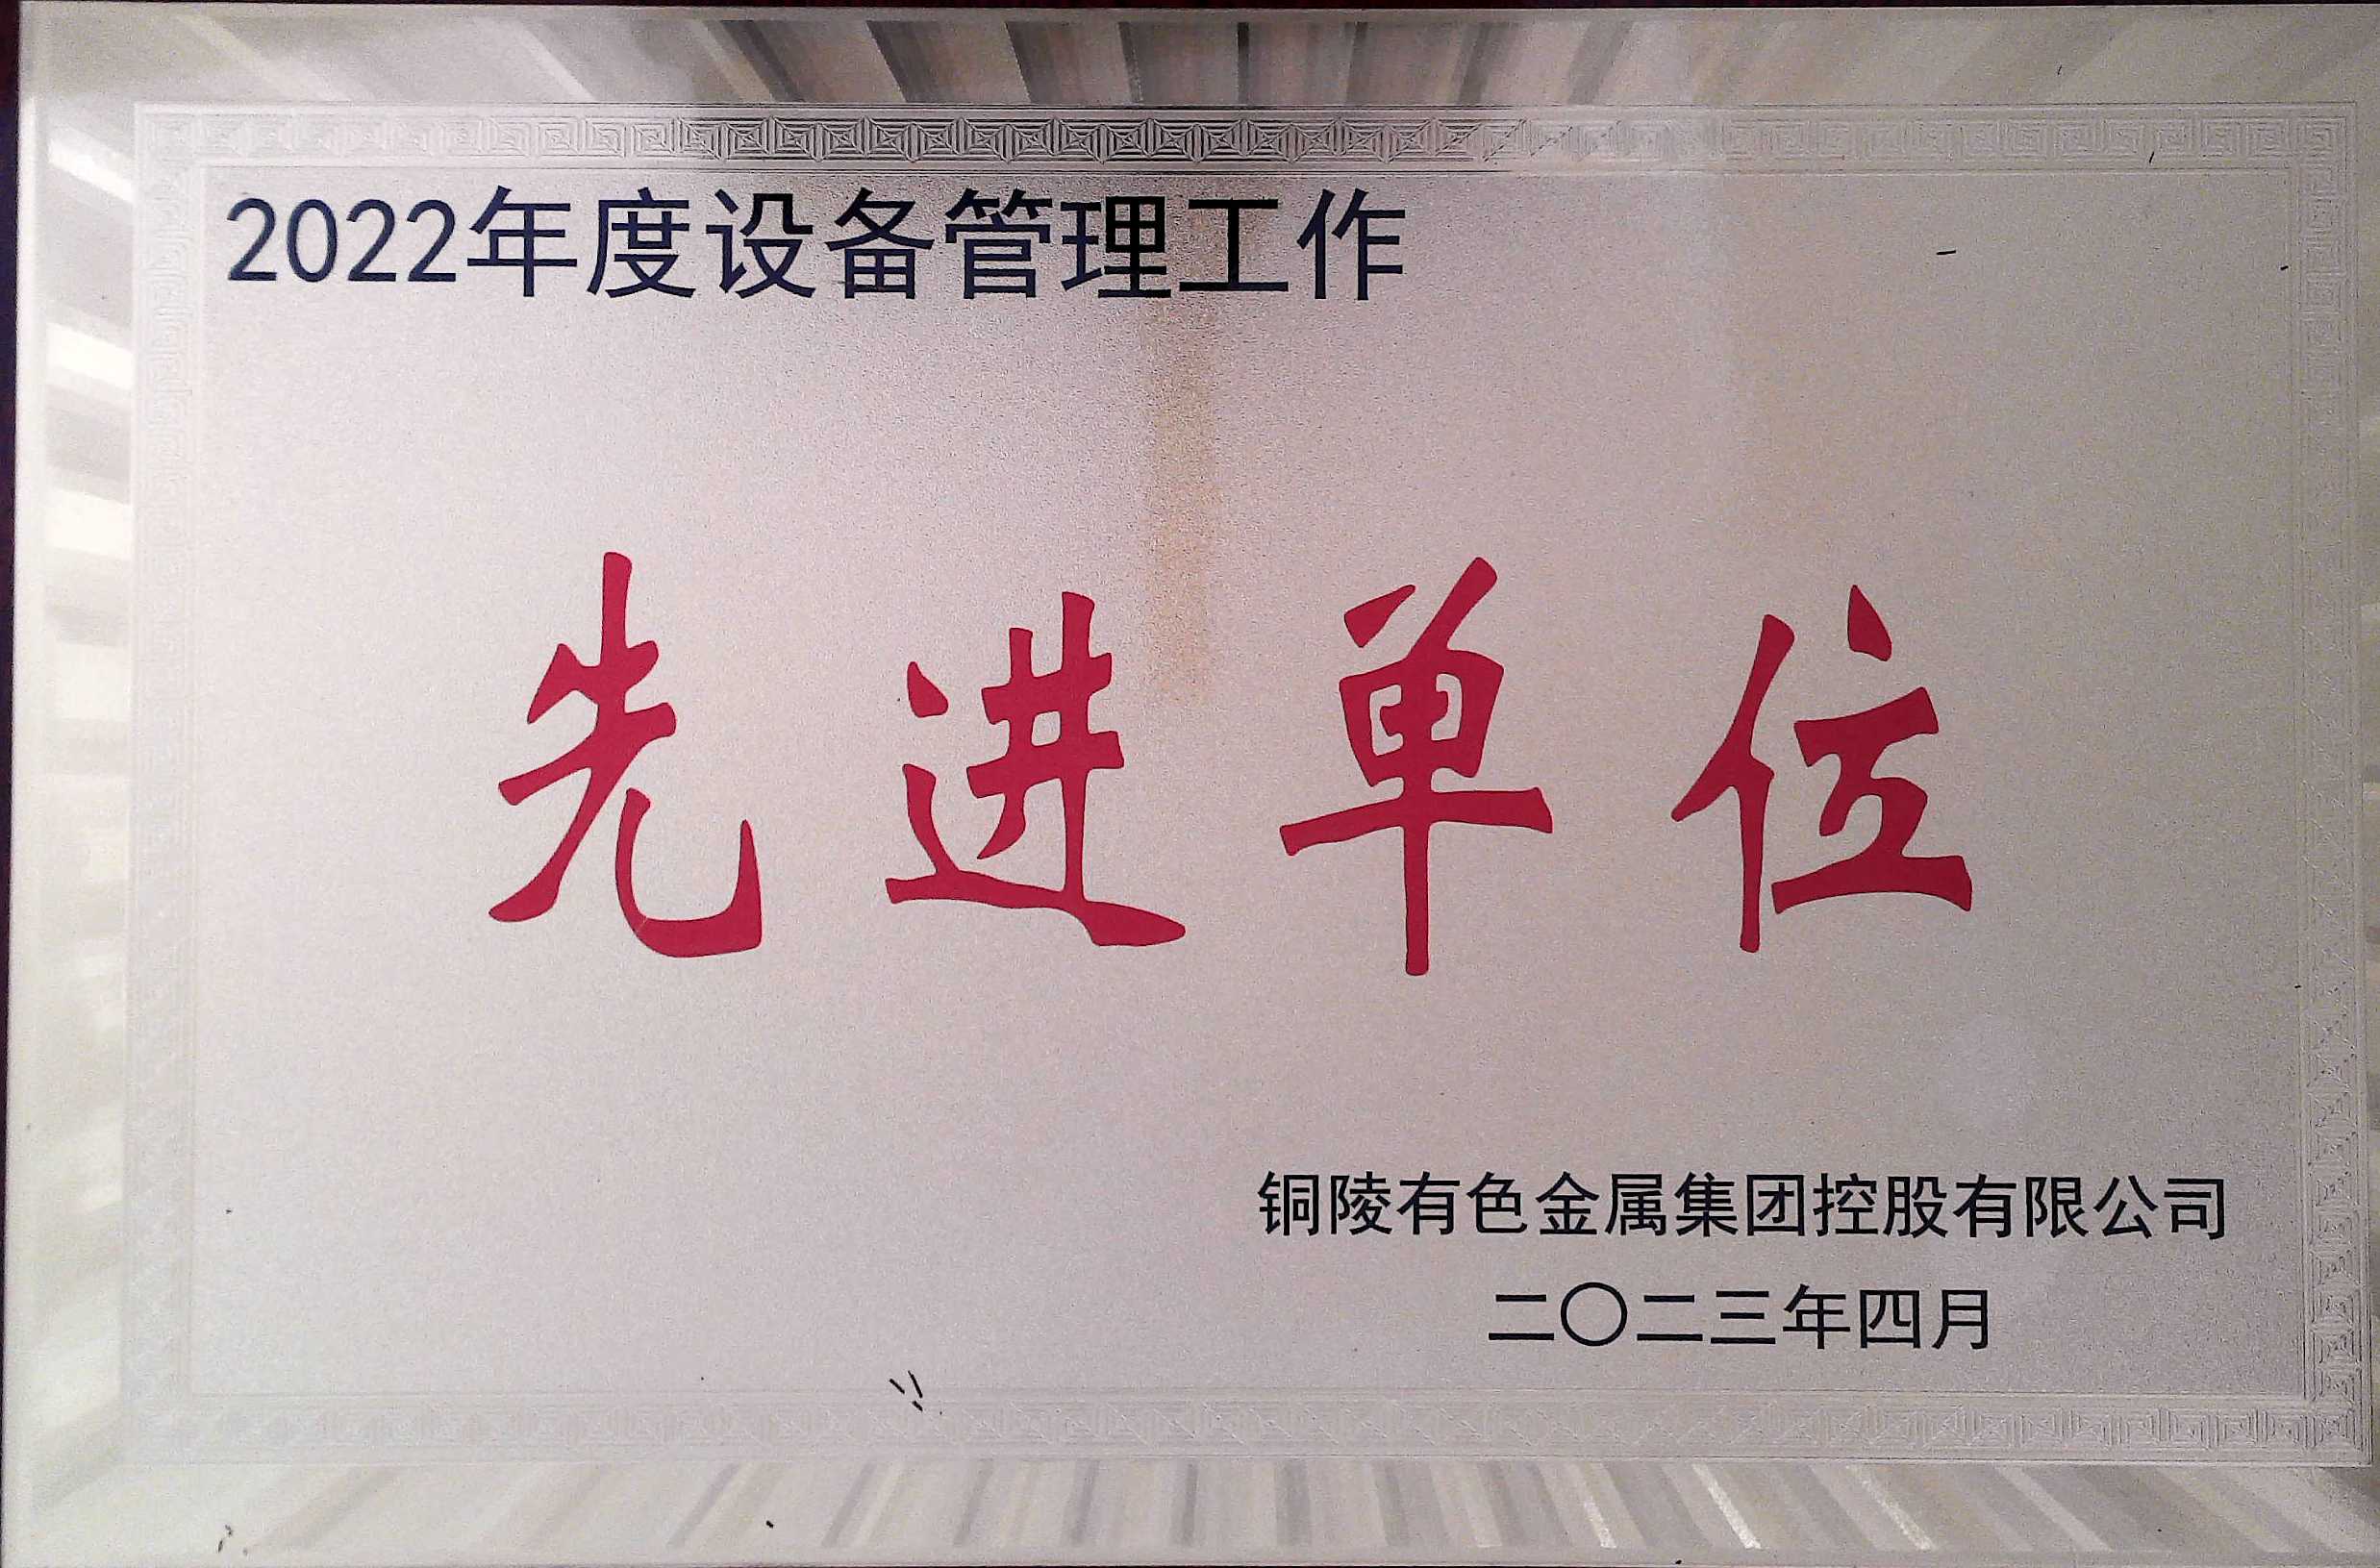 2022年度设备管理工作
先进单位
铜陵有色金属集团控股有限公司
二〇二三年四月